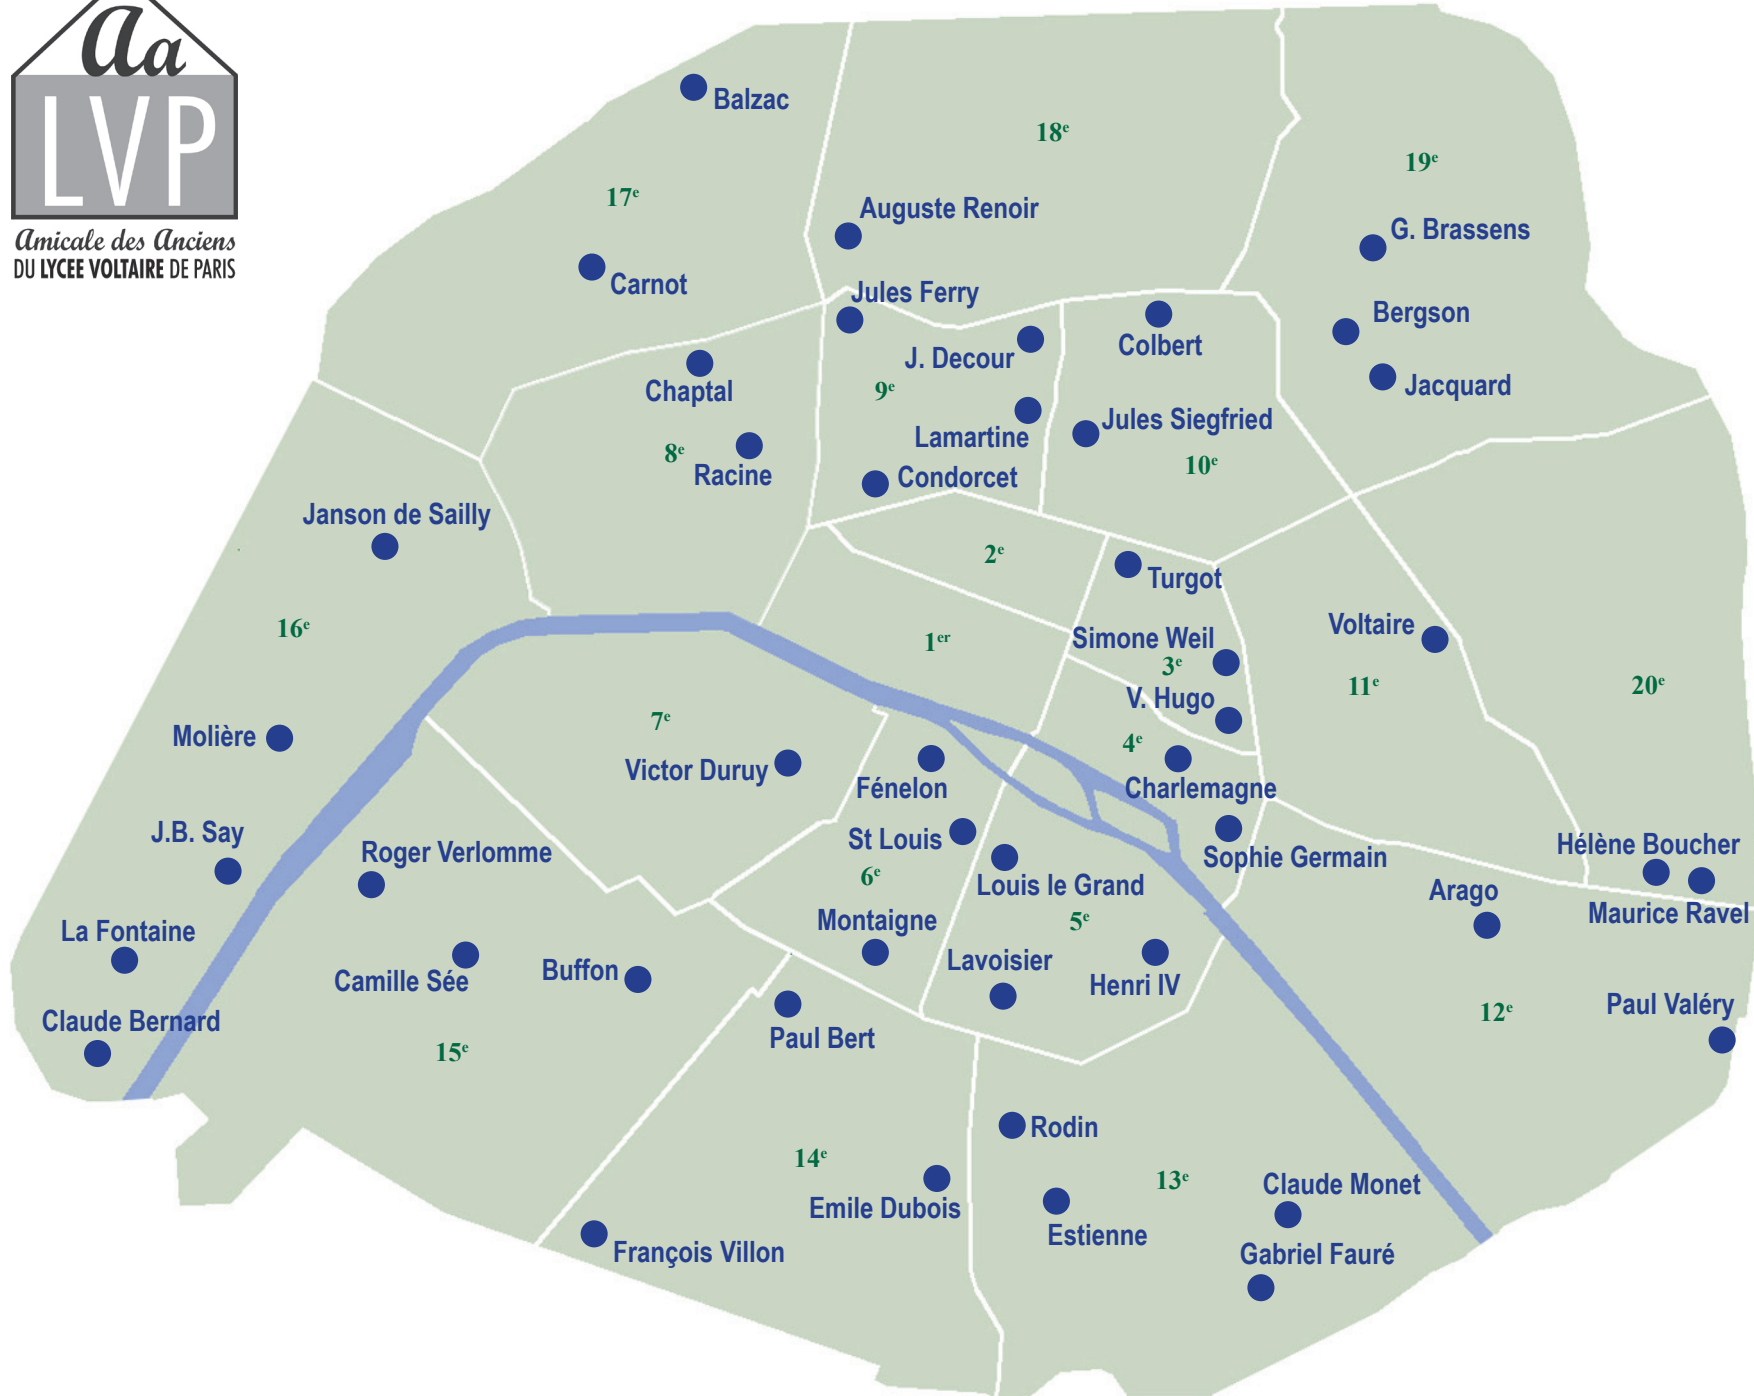 Aa
LVP
Amicale des Anciens
DU LYCEE VOLTAIRE DE PARIS
Balzac
18e
19e
17e
Auguste Renoir
G. Brassens
Carnot
Jules Ferry
Bergson
Colbert
J. Decour
Chaptal
9e
Jacquard
Jules Siegfried
Lamartine
8e
Racine
10e
Condorcet
Janson de Sailly
2e
Turgot
16e
1er
Simone Weil
Voltaire
3e
11e
20e
V. Hugo
7e
Molière
4e
Victor Duruy
Fénelon
Charlemagne
J.B. Say
St Louis
Roger Verlomme
Sophie Germain
Hélène Boucher
6e
Louis le Grand
Arago
Montaigne
5e
Maurice Ravel
La Fontaine
Lavoisier
Buffon
Camille Sée
Henri IV
Paul Valéry
12e
Claude Bernard
Paul Bert
15e
Rodin
14e
13e
Claude Monet
Emile Dubois
Estienne
François Villon
Gabriel Fauré